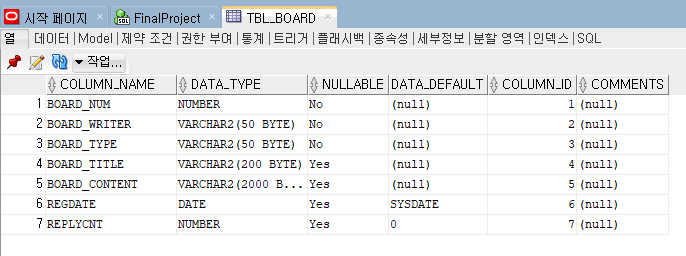 시작 페이지 FinalProject TBL_BOARD
열 데이터 Model 제약 조건 권한 부여 통계 트리거 플래시백 종속성 세부정보 분할 영역 인덱스 SQL
작업...
COLUMN_NAME DATA_TYPE NULLABLE DATA_DEFAULT COLUMN_ID COMMENTS
1 BOARD_NUM NUMBER No (null) 1 (null)
2 BOARD_WRITER VARCHAR2(50 BYTE) No (null) 2 (null)
3 BOARD_TYPE VARCHAR2(50 BYTE) No (null) 3 (null)
4 BOARD_TITLE VARCHAR2(200 BYTE) Yes (null) 4 (null)
5 BOARD_CONTENT VARCHAR2(2000 B... Yes (null) 5 (null)
6 REGDATE DATE Yes SYSDATE 6 (null)
7 REPLYCNT NUMBER Yes 0 7 (null)